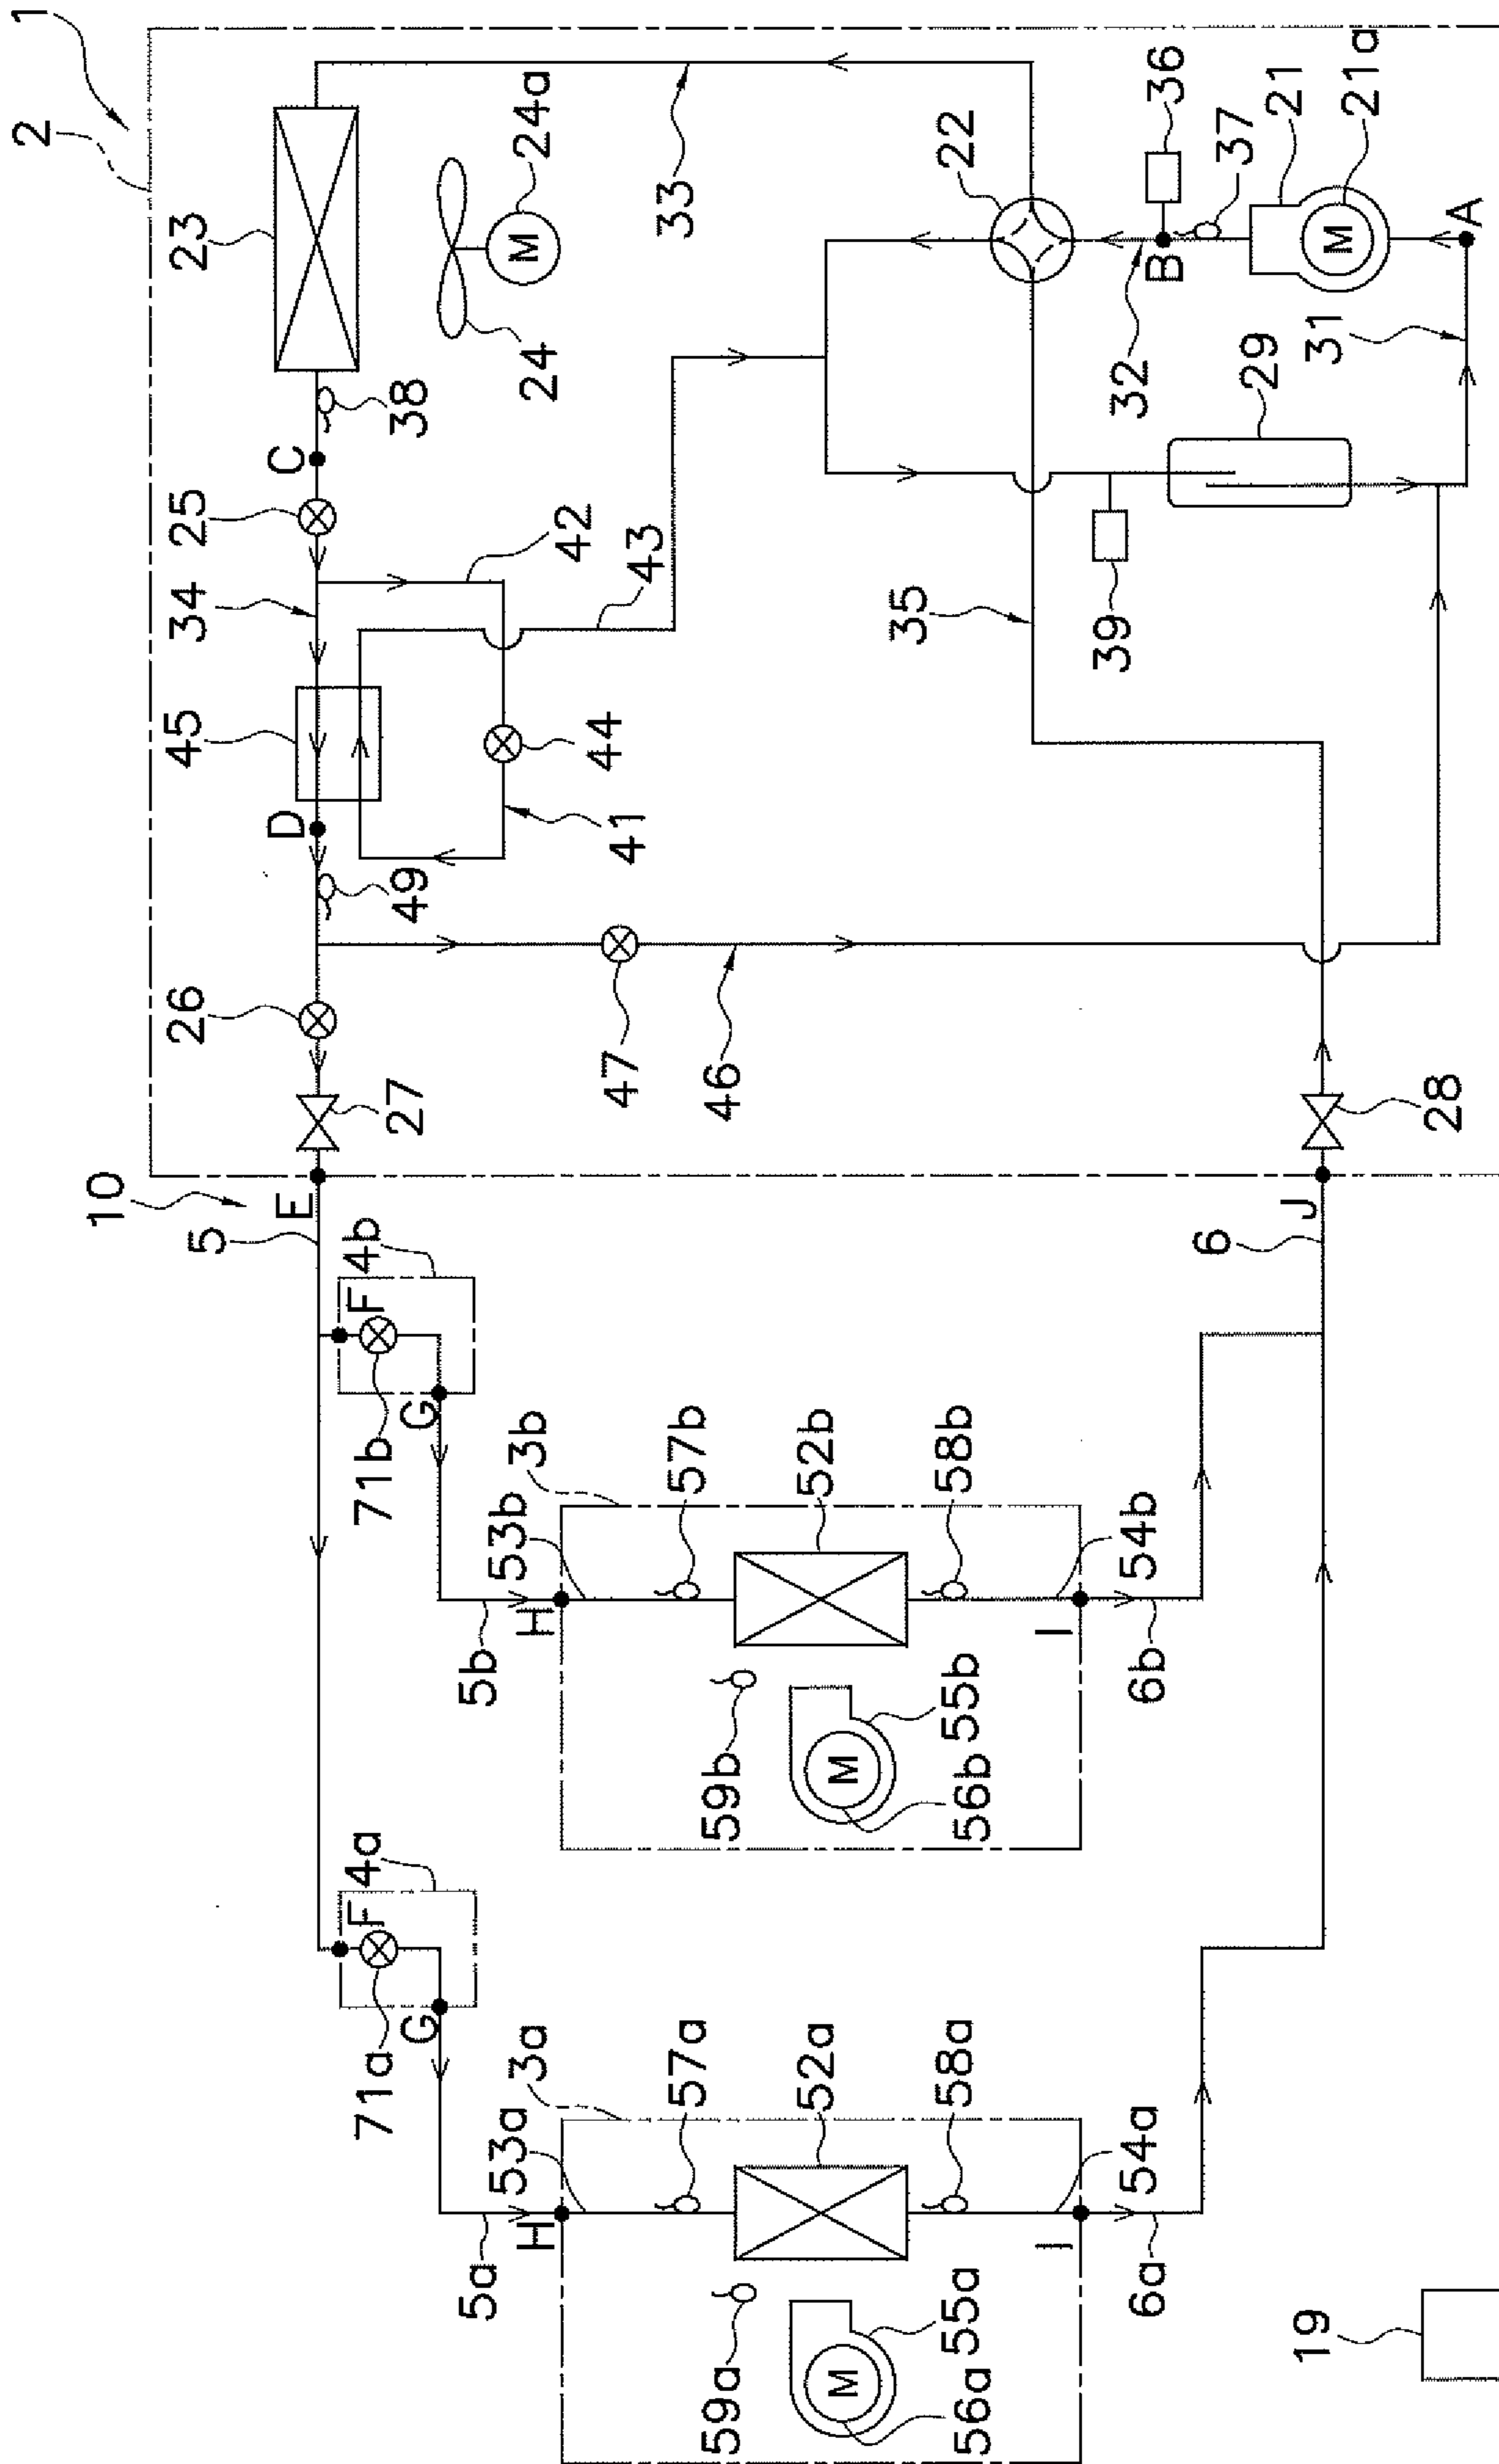 10
2
1
5
26
45
25
23
E
D
C
4a
F
4b
F
34
71a
71b
27
49
38
G
G
41
5a
53a
H
5b
53b
H
24
24a
M
44
42
47
43
3a
3b
57a
57b
33
59a
59b
46
52a
52b
M
M
35
22
55a
58a
55b
58b
56a
56b
39
I
I
32
B
6a
54a
6b
54b
36
6
29
37
J
21
19
31
M
21a
28
A